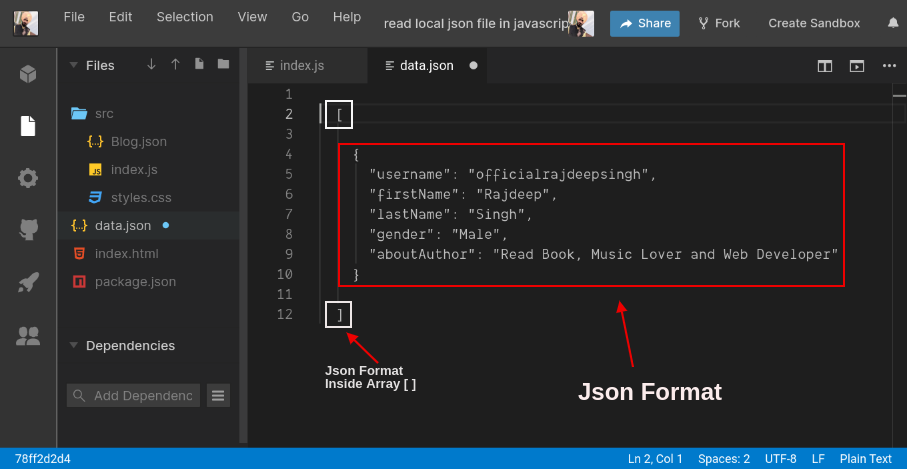 File Edit Selection View Go Help read local json file in javascrip Share Fork Create Sandbox
Files
src
{..} Blog.json
JS index.js
styles.css
{..} data.json
index.html
package.json
Dependencies
Add Dependenc
index.js data.json
1
2 [
3
4 {
5 "username": "officialrajdeepsingh",
6 "firstName": "Rajdeep",
7 "lastName": "Singh",
8 "gender": "Male",
9 "aboutAuthor": "Read Book, Music Lover and Web Developer"
10 }
11
12 ]
Json Format
Inside Array [ ]
Json Format
78ff2d2d4 Ln 2, Col 1 Spaces: 2 UTF-8 LF Plain Text